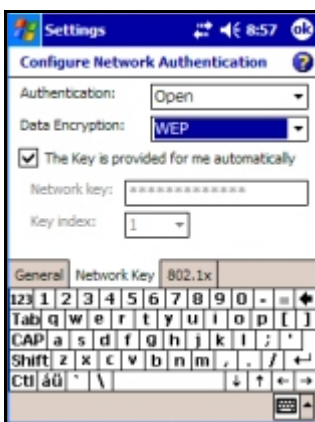 Settings 8:57 ok
Configure Network Authentication ?
Authentication: Open
Data Encryption: WEP
The Key is provided for me automatically
Network key: *************
Key index: 1
General Network Key 802.1x
123 1 2 3 4 5 6 7 8 9 0 - =
Tab q w e r t y u i o p [ ]
CAP a s d f g h j k l ; '
Shift z x c v b n m , . /
Ctl áü ` \